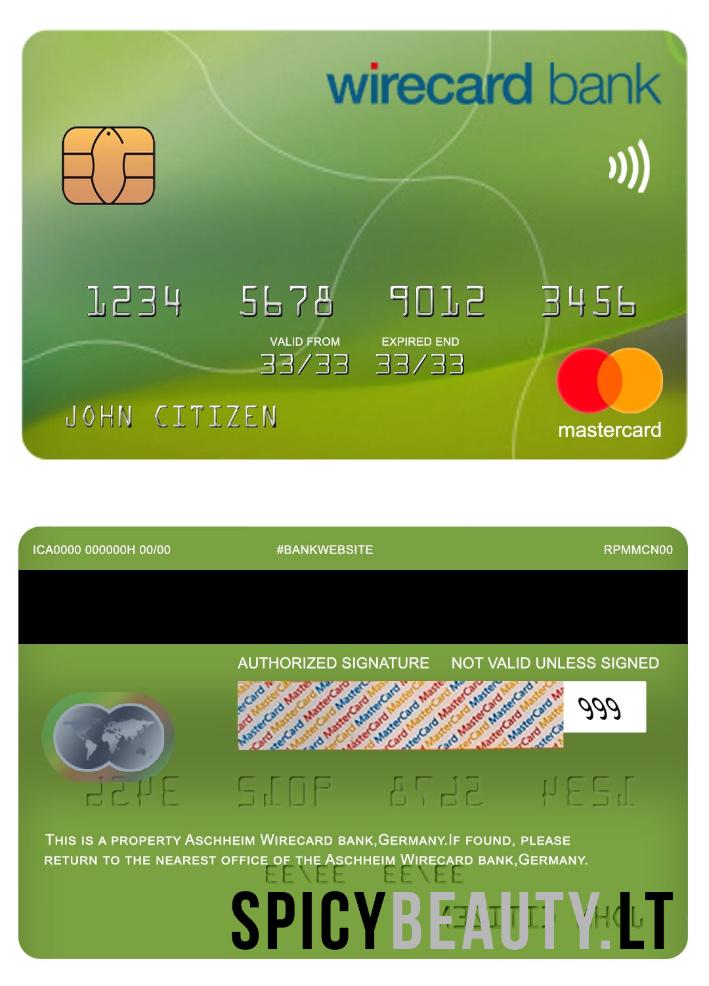 wirecard bank
1234 5678 9012 3456
VALID FROM EXPIRED END
33/33 33/33
JOHN CITIZEN
mastercard
ICA0000 000000H 00/00 #BANKWEBSITE RPMMCN00
AUTHORIZED SIGNATURE NOT VALID UNLESS SIGNED
MasterCard MasterCard MasterCard MasterCard
999
THIS IS A PROPERTY ASCHHEIM WIRECARD BANK,GERMANY.IF FOUND, PLEASE
RETURN TO THE NEAREST OFFICE OF THE ASCHHEIM WIRECARD BANK,GERMANY.
SPICYBEAUTY.LT